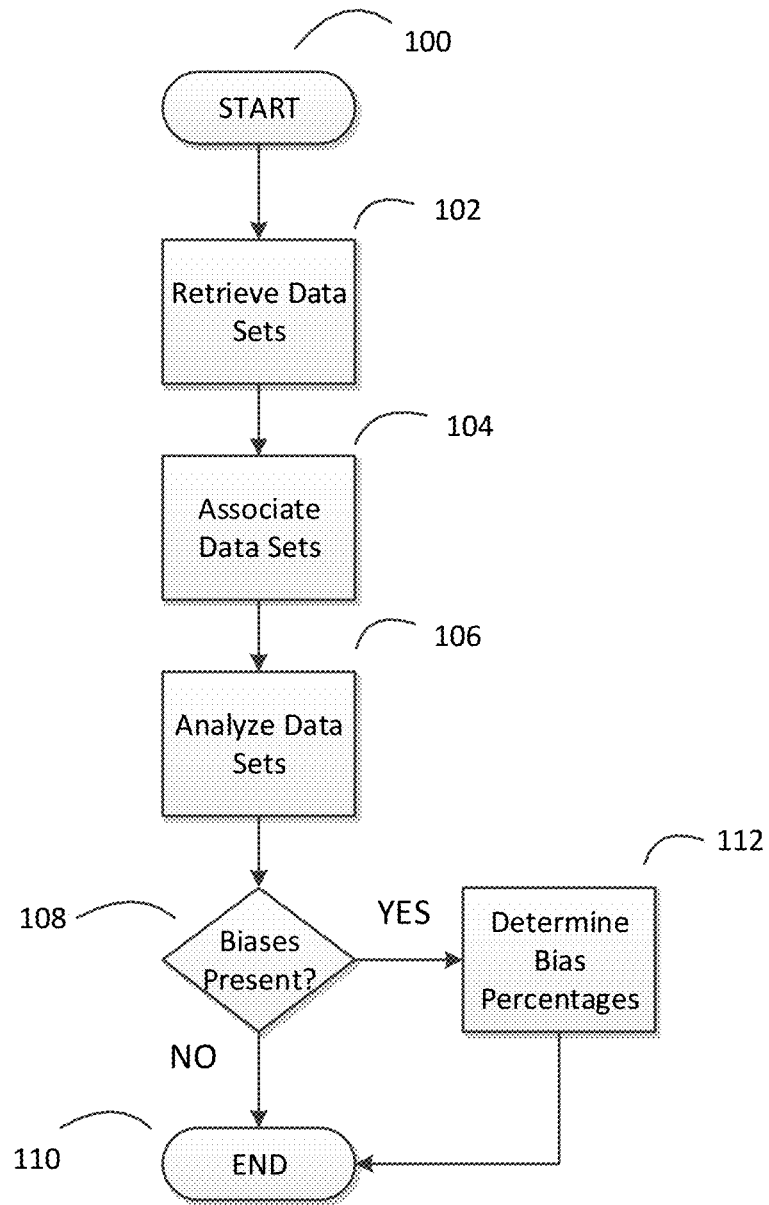 100
START
102
Retrieve Data
Sets
104
Associate
Data Sets
106
Analyze Data
Sets
112
108
YES
Biases
Present?
Determine
Bias
Percentages
NO
110
END